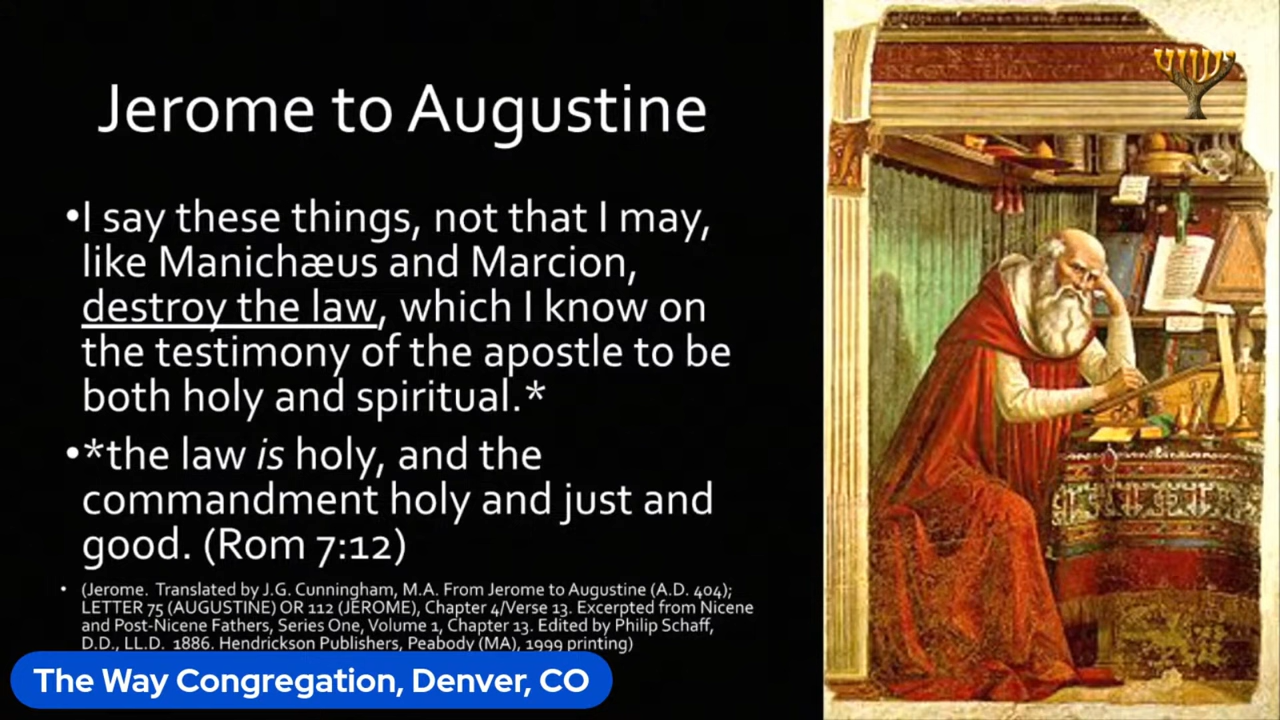 Jerome to Augustine
•I say these things, not that I may,
like Manichæus and Marcion,
destroy the law, which I know on
the testimony of the apostle to be
both holy and spiritual.*
•*the law is holy, and the
commandment holy and just and
good. (Rom 7:12)
• (Jerome. Translated by J.G. Cunningham, M.A. From Jerome to Augustine (A.D. 404);
LETTER 75 (AUGUSTINE) OR 112 (JEROME), Chapter 4/Verse 13. Excerpted from Nicene
and Post-Nicene Fathers, Series One, Volume 1, Chapter 13. Edited by Philip Schaff,
D.D., LL.D. 1886. Hendrickson Publishers, Peabody (MA), 1999 printing)
The Way Congregation, Denver, CO